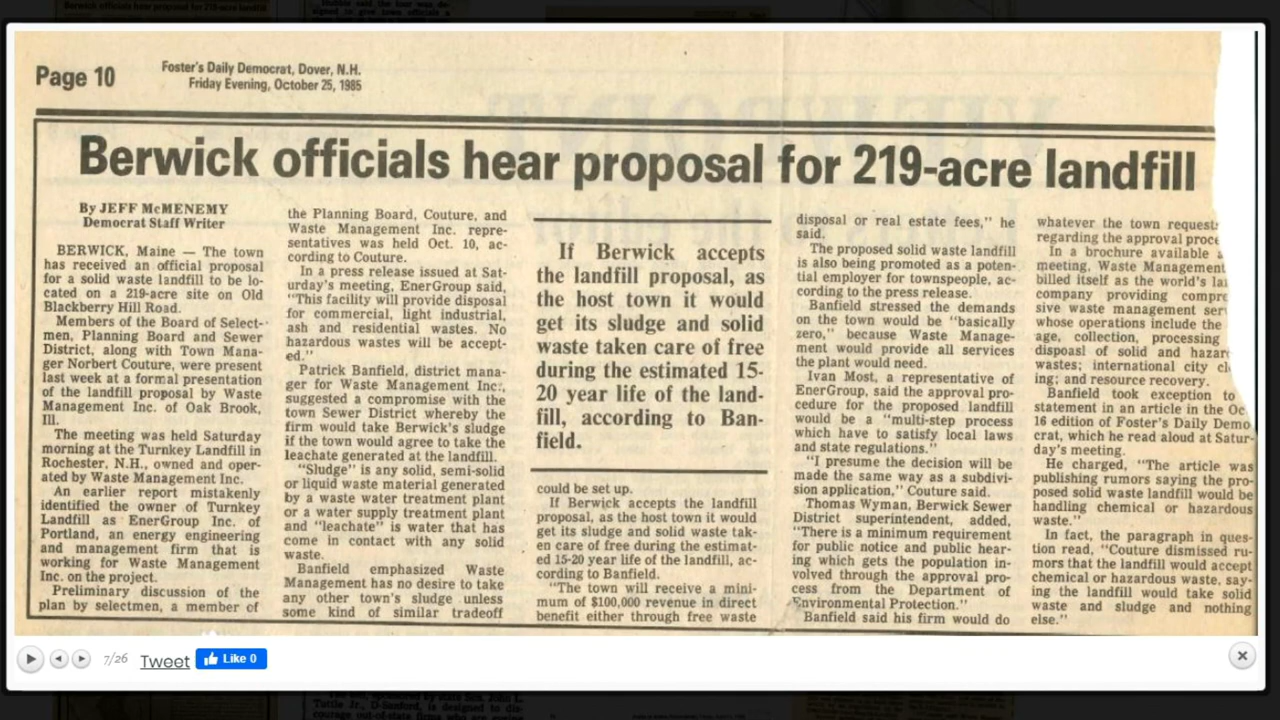 Berwick officials hear proposal for 219-acre landfill
Page 10
Foster's Daily Democrat, Dover, N.H.
Friday Evening, October 25, 1985
Berwick officials hear proposal for 219-acre landfill
By JEFF McMENEMY
Democrat Staff Writer
BERWICK, Maine — The town
has received an official proposal
for a solid waste landfill to be lo-
cated on a 219-acre site on Old
Blackberry Hill Road.
Members of the Board of Select-
men, Planning Board and Sewer
District, along with Town Mana-
ger Norbert Couture, were present
last week at a formal presentation
of the landfill proposal by Waste
Management Inc. of Oak Brook,
Ill.
The meeting was held Saturday
morning at the Turnkey Landfill in
Rochester, N.H., owned and oper-
ated by Waste Management Inc.
An earlier report mistakenly
identified the owner of Turnkey
Landfill as EnerGroup Inc. of
Portland, an energy engineering
and management firm that is
working for Waste Management
Inc. on the project.
Preliminary discussion of the
plan by selectmen, a member of
the Planning Board, Couture, and
Waste Management Inc. repre-
sentatives was held Oct. 10, ac-
cording to Couture.
In a press release issued at Sat-
urday's meeting, EnerGroup said,
"This facility will provide disposal
for commercial, light industrial,
ash and residential wastes. No
hazardous wastes will be accept-
ed."
Patrick Banfield, district mana-
ger for Waste Management Inc.,
suggested a compromise with the
town Sewer District whereby the
firm would take Berwick's sludge
if the town would agree to take the
leachate generated at the landfill.
"Sludge" is any solid, semi-solid
or liquid waste material generated
by a waste water treatment plant
or a water supply treatment plant
and "leachate" is water that has
come in contact with any solid
waste.
Banfield emphasized Waste
Management has no desire to take
any other town's sludge unless
some kind of similar tradeoff
If Berwick accepts
the landfill proposal, as
the host town it would
get its sludge and solid
waste taken care of free
during the estimated 15-
20 year life of the land-
fill, according to Ban-
field.
could be set up.
If Berwick accepts the landfill
proposal, as the host town it would
get its sludge and solid waste tak-
en care of free during the estimat-
ed 15-20 year life of the landfill, ac-
cording to Banfield.
"The town will receive a mini-
mum of $100,000 revenue in direct
benefit either through free waste
disposal or real estate fees," he
said.
The proposed solid waste landfill
is also being promoted as a poten-
tial employer for townspeople, ac-
cording to the press release.
Banfield stressed the demands
on the town would be "basically
zero," because Waste Manage-
ment would provide all services
the plant would need.
Ivan Most, a representative of
EnerGroup, said the approval pro-
cedure for the proposed landfill
would be a "multi-step process
which have to satisfy local laws
and state regulations."
"I presume the decision will be
made the same way as a subdivi-
sion application," Couture said.
Thomas Wyman, Berwick Sewer
District superintendent, added,
"There is a minimum requirement
for public notice and public hear-
ing which gets the population in-
volved through the approval pro-
cess from the Department of
Environmental Protection."
Banfield said his firm would do
whatever the town requests
regarding the approval proce
In a brochure available
meeting, Waste Management
billed itself as the world's
company providing compre
sive waste management ser
whose operations include the
age, collection, processing
dispoasl of solid and hazar
wastes; international city cl
ing; and resource recovery.
Banfield took exception to
statement in an article in the Oc
16 edition of Foster's Daily Demo
crat, which he read aloud at Satur-
day's meeting.
He charged, "The article was
publishing rumors saying the pro-
posed solid waste landfill would be
handling chemical or hazardous
waste."
In fact, the paragraph in ques-
tion read, "Couture dismissed ru-
mors that the landfill would accept
chemical or hazardous waste, say-
ing the landfill would take solid
waste and sludge and nothing
else."
7/26 Tweet Like 0